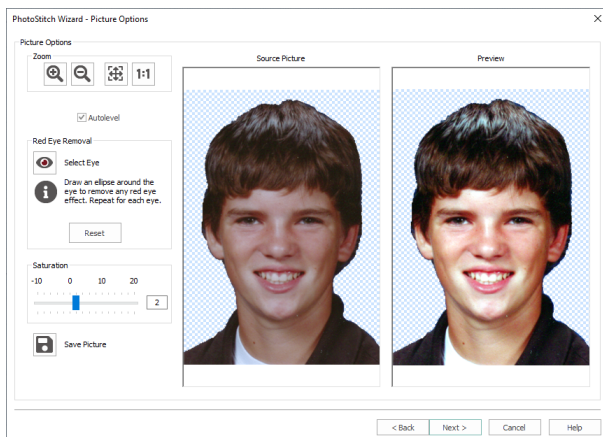 PhotoStitch Wizard - Picture Options
Picture Options
Zoom
1:1
Autolevel
Red Eye Removal
Select Eye
Draw an ellipse around the
eye to remove any red eye
effect. Repeat for each eye.
Reset
Saturation
-10 0 10 20
2
Save Picture
Source Picture
Preview
< Back Next > Cancel Help